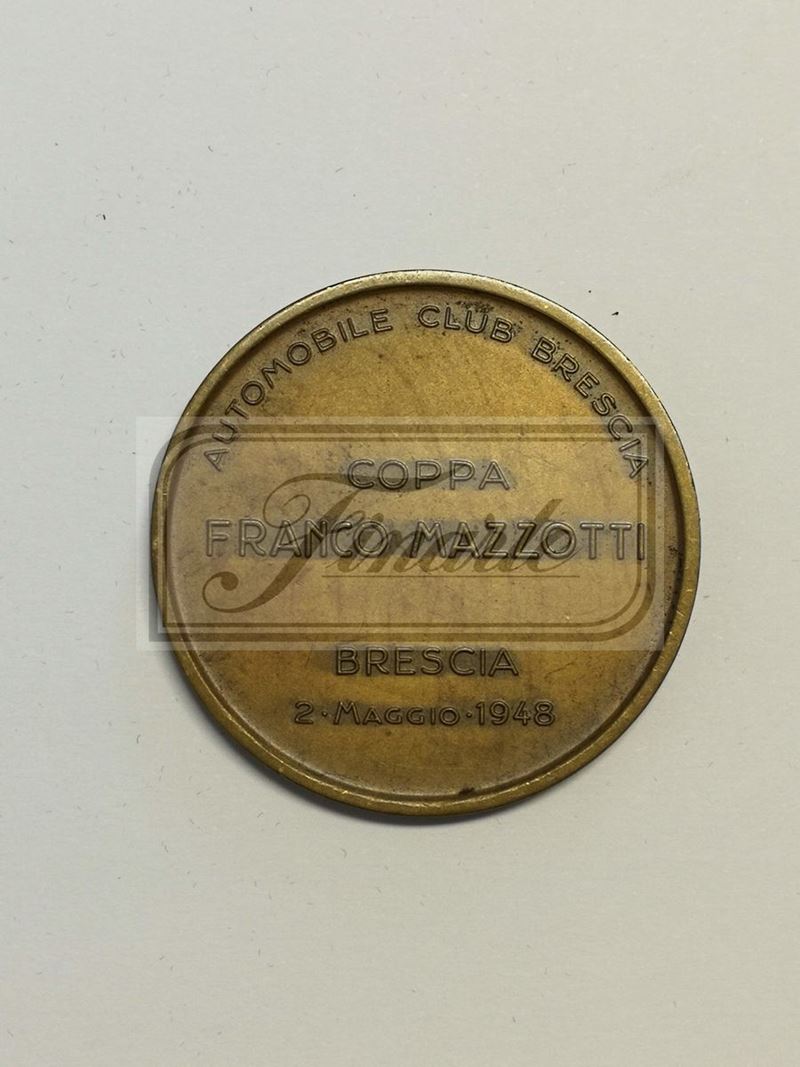 AUTOMOBILE CLUB BRESCIA
COPPA
FRANCO MAZZOTTI
Finarte
BRESCIA
2·MAGGIO·1948